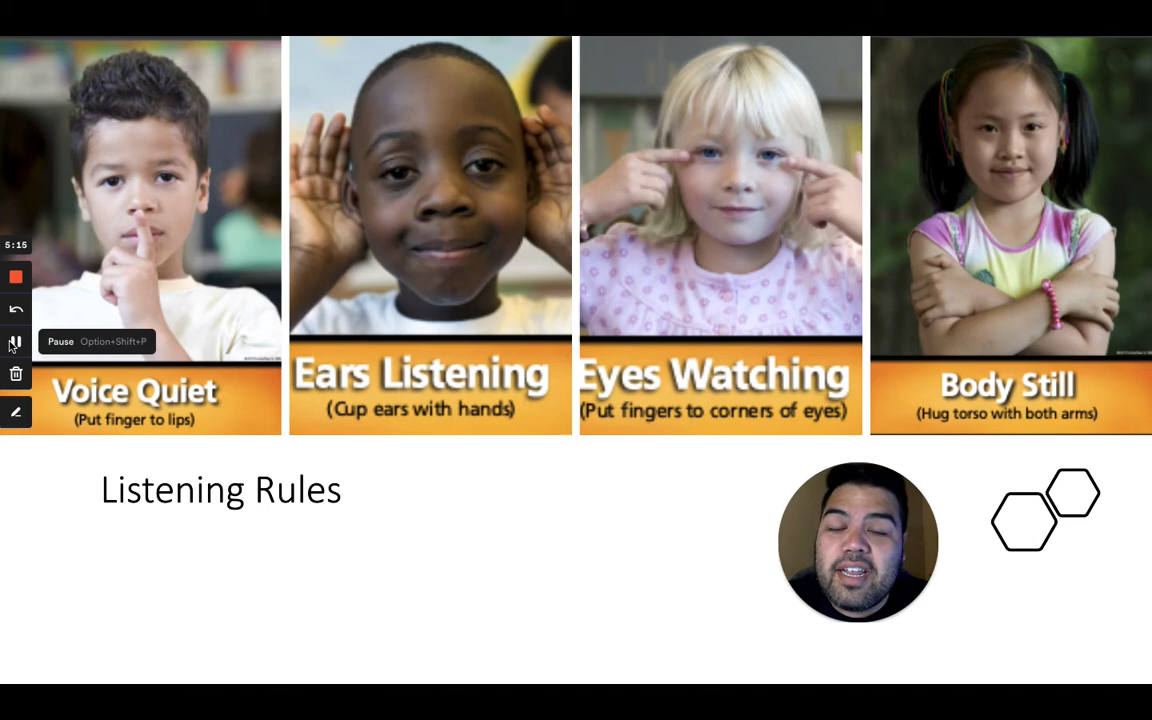 5:15
Pause Option+Shift+P
Voice Quiet
(Put finger to lips)
Ears Listening
(Cup ears with hands)
Eyes Watching
(Put fingers to corners of eyes)
Body Still
(Hug torso with both arms)
Listening Rules